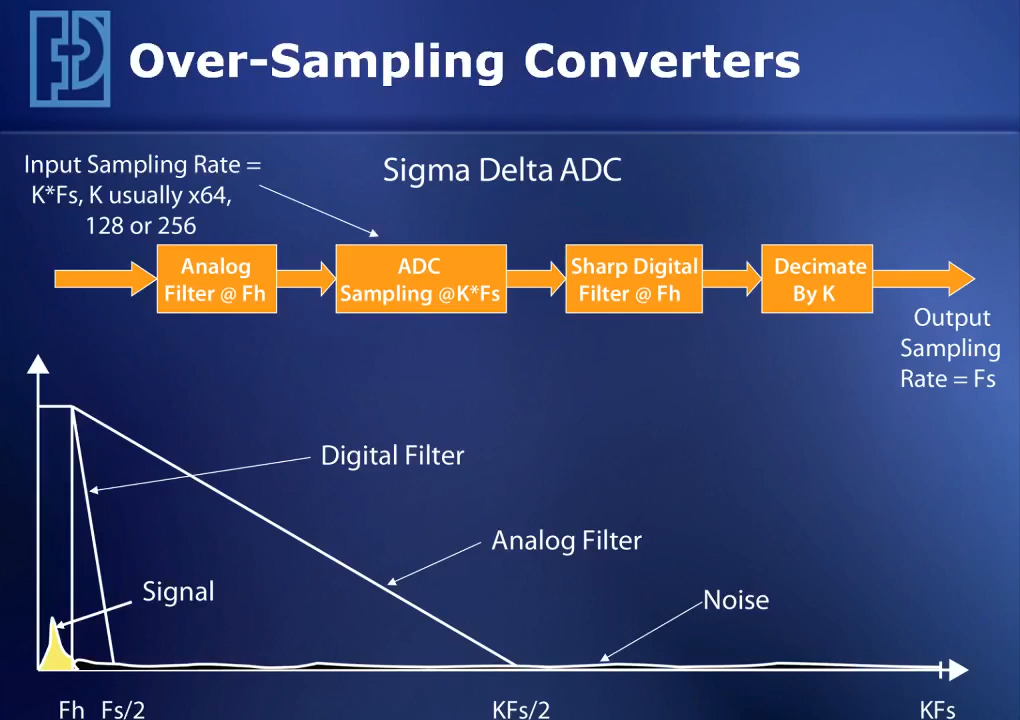 Over-Sampling Converters
Input Sampling Rate =
K*Fs, K usually x64,
128 or 256
Sigma Delta ADC
Analog
Filter @ Fh
ADC
Sampling @K*Fs
Sharp Digital
Filter @ Fh
Decimate
By K
Output
Sampling
Rate = Fs
Digital Filter
Analog Filter
Signal
Noise
Fh
Fs/2
KFs/2
KFs